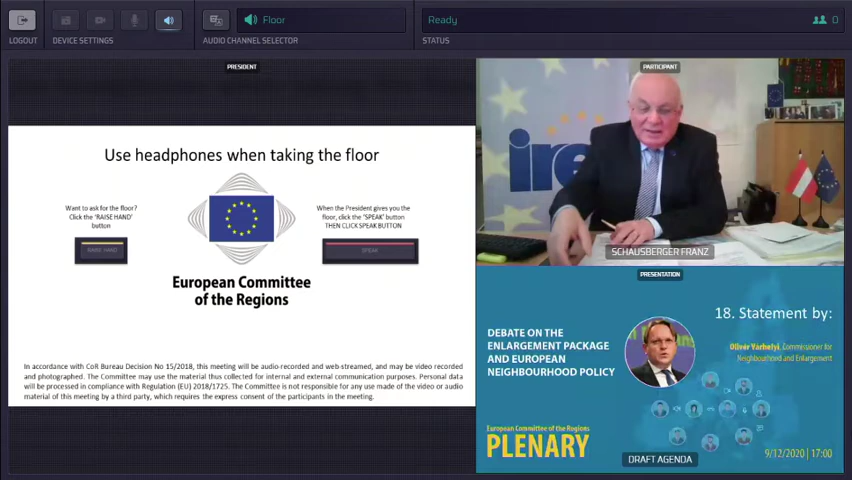 LOGOUT
DEVICE SETTINGS
Floor
AUDIO CHANNEL SELECTOR
Ready
0
STATUS
PRESIDENT
Use headphones when taking the floor
Want to ask for the floor?
Click the 'RAISE HAND'
button
RAISE HAND
When the President gives you the
floor, click the 'SPEAK' button
THEN CLICK SPEAK BUTTON
SPEAK
European Committee
of the Regions
In accordance with CoR Bureau Decision No 15/2018, this meeting will be audio-recorded and web-streamed, and may be video recorded
and photographed. The Committee may use the material thus collected for internal and external communication purposes. Personal data
will be processed in compliance with Regulation (EU) 2018/1725. The Committee is not responsible for any use made of the video or audio
material of this meeting by a third party, which requires the express consent of the participants in the meeting.
PARTICIPANT
ire
SCHAUSBERGER FRANZ
PRESENTATION
18. Statement by:
DEBATE ON THE
ENLARGEMENT PACKAGE
AND EUROPEAN
NEIGHBOURHOOD POLICY
Olivér Várhelyi, Commissioner for
Neighbourhood and Enlargement
European Committee of the Regions
PLENARY
9/12/2020 | 17:00
DRAFT AGENDA